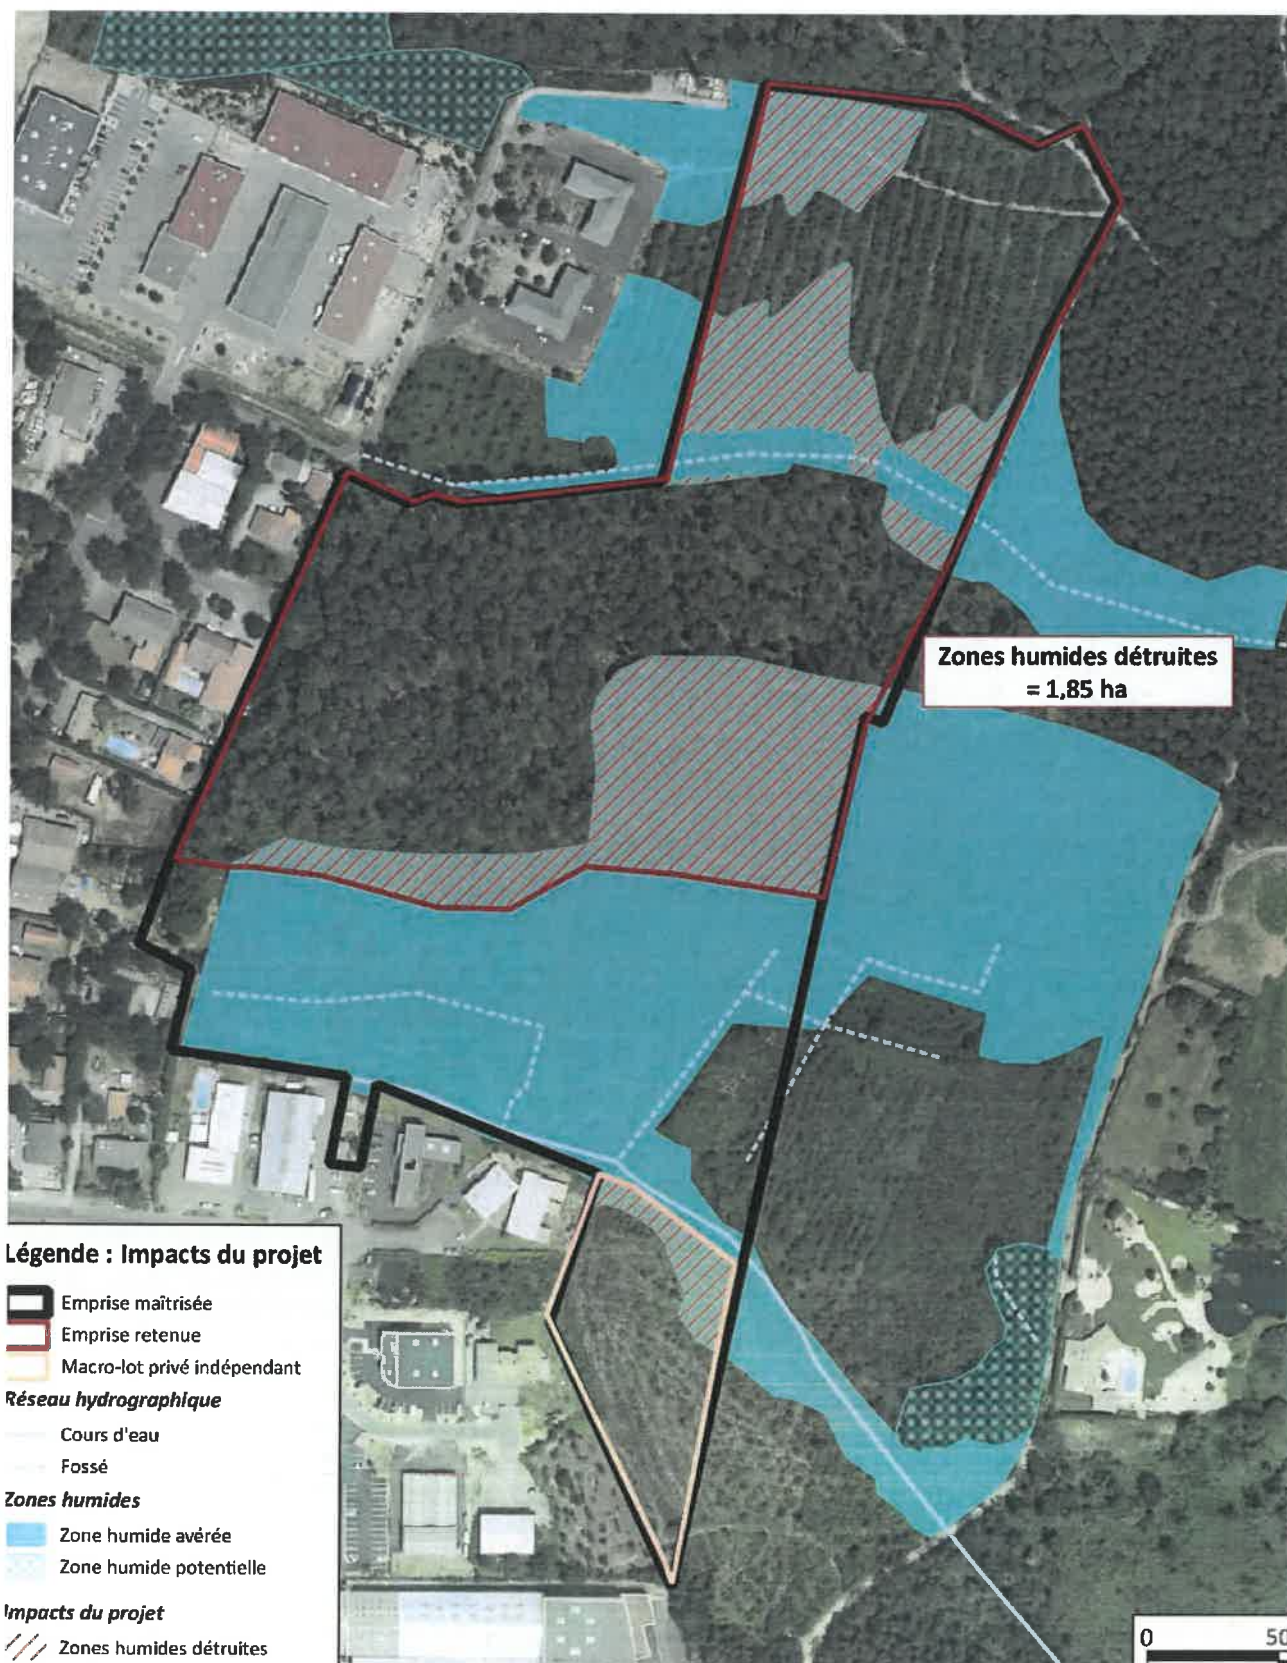 Zones humides détruites
= 1,85 ha
Légende : Impacts du projet
Emprise maîtrisée
Emprise retenue
Macro-lot privé indépendant
Réseau hydrographique
Cours d'eau
Fossé
Zones humides
Zone humide avérée
Zone humide potentielle
Impacts du projet
Zones humides détruites
0 50